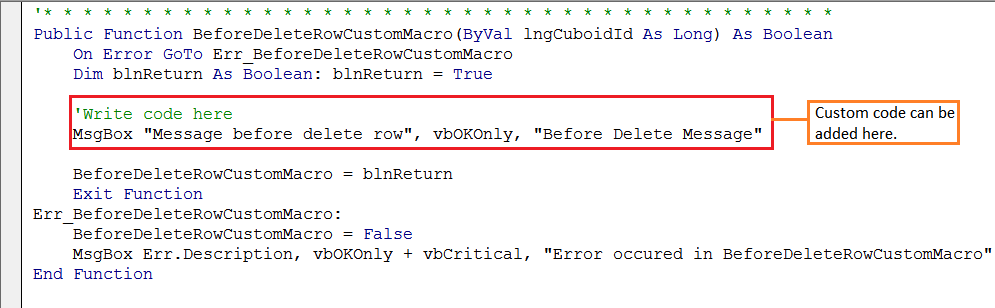 '* * * * * * * * * * * * * * * * * * * * * * * * * * * * * * * * *
Public Function BeforeDeleteRowCustomMacro(ByVal lngCuboidId As Long) As Boolean
    On Error GoTo Err_BeforeDeleteRowCustomMacro
    Dim blnReturn As Boolean: blnReturn = True
    'Write code here
    MsgBox "Message before delete row", vbOKOnly, "Before Delete Message"
Custom code can be
added here.
    BeforeDeleteRowCustomMacro = blnReturn
    Exit Function
Err_BeforeDeleteRowCustomMacro:
    BeforeDeleteRowCustomMacro = False
    MsgBox Err.Description, vbOKOnly + vbCritical, "Error occured in BeforeDeleteRowCustomMacro"
End Function